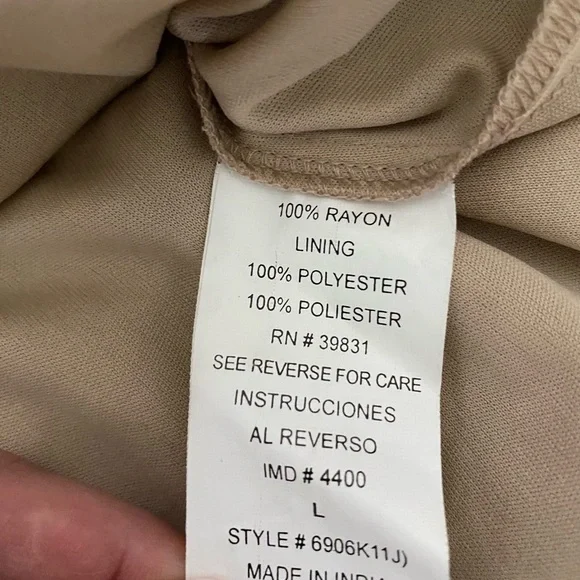 100% RAYON
LINING
100% POLYESTER
100% POLIESTER
RN # 39831
SEE REVERSE FOR CARE
INSTRUCCIONES
AL REVERSO
IMD # 4400
L
STYLE # 6906K11J)
MADE IN INDIA